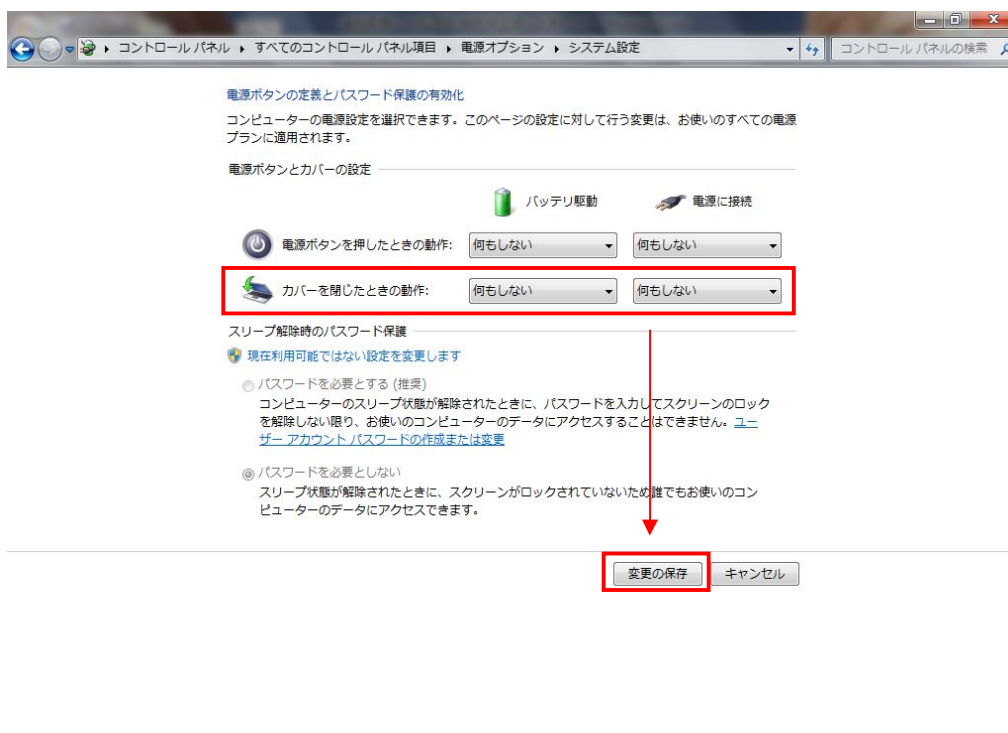 コントロール パネル ▸ すべてのコントロール パネル項目 ▸ 電源オプション ▸ システム設定
コントロール パネルの検索
電源ボタンの定義とパスワード保護の有効化
コンピューターの電源設定を選択できます。このページの設定に対して行う変更は、お使いのすべての電源
プランに適用されます。
電源ボタンとカバーの設定
バッテリ駆動 電源に接続
電源ボタンを押したときの動作: 何もしない 何もしない
カバーを閉じたときの動作: 何もしない 何もしない
スリープ解除時のパスワード保護
現在利用可能ではない設定を変更します
パスワードを必要とする (推奨)
コンピューターのスリープ状態が解除されたときに、パスワードを入力してスクリーンのロック
を解除しない限り、お使いのコンピューターのデータにアクセスすることはできません。ユー
ザー アカウント パスワードの作成または変更
パスワードを必要としない
スリープ状態が解除されたときに、スクリーンがロックされていないため誰でもお使いのコン
ピューターのデータにアクセスできます。
変更の保存 キャンセル